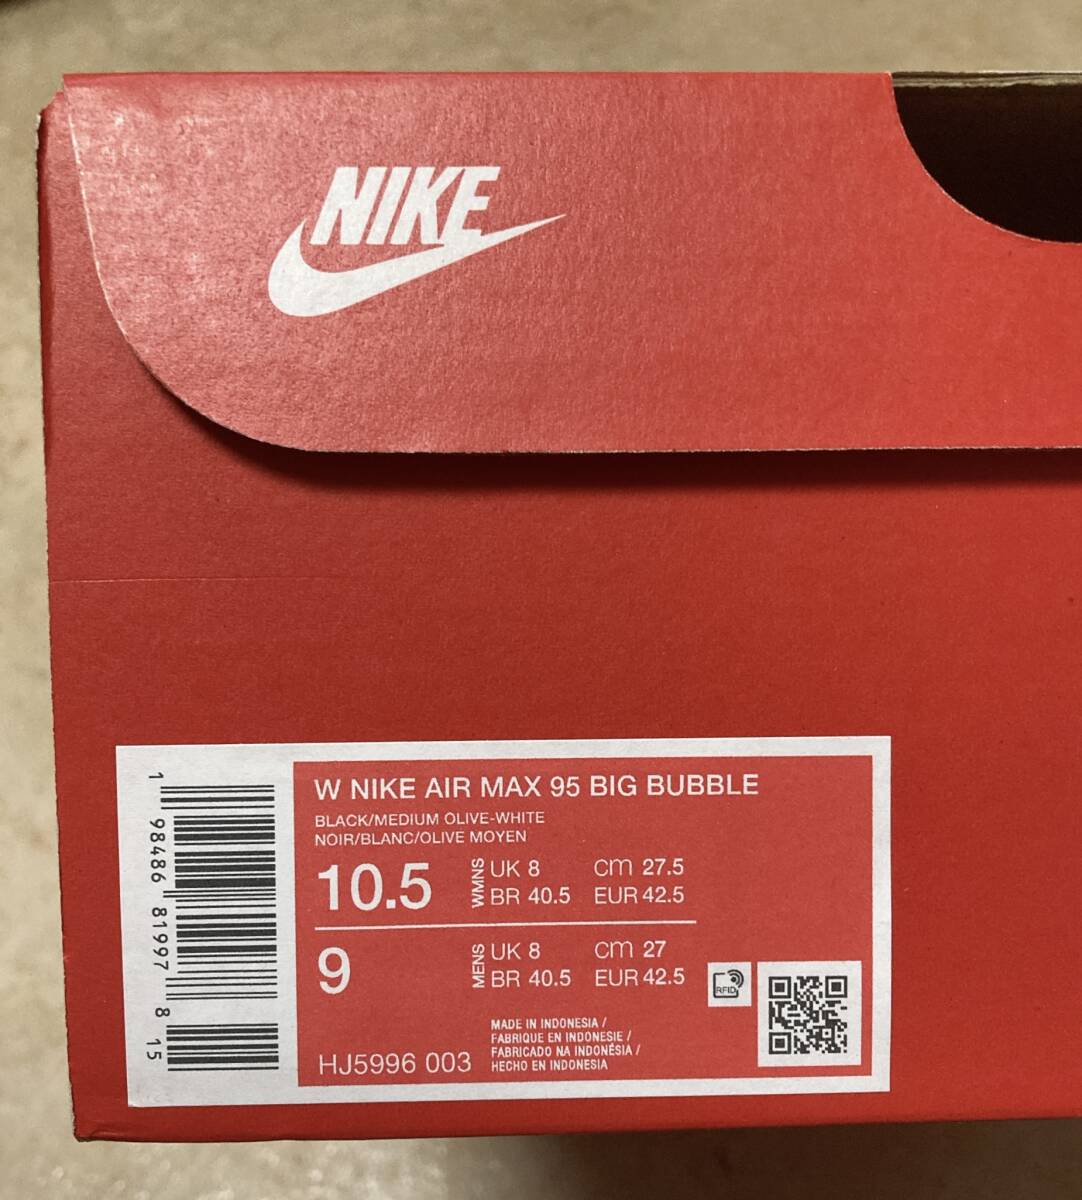 NIKE
W NIKE AIR MAX 95 BIG BUBBLE
BLACK/MEDIUM OLIVE-WHITE
NOIR/BLANC/OLIVE MOYEN
10.5 WMNS UK 8 cm 27.5
BR 40.5 EUR 42.5
9 MENS UK 8 cm 27
BR 40.5 EUR 42.5
RFID
HJ5996 003
MADE IN INDONESIA /
FABRIQUE EN INDONESIE /
FABRICADO NA INDONÉSIA /
HECHO EN INDONESIA
1 98486 81997 8 15